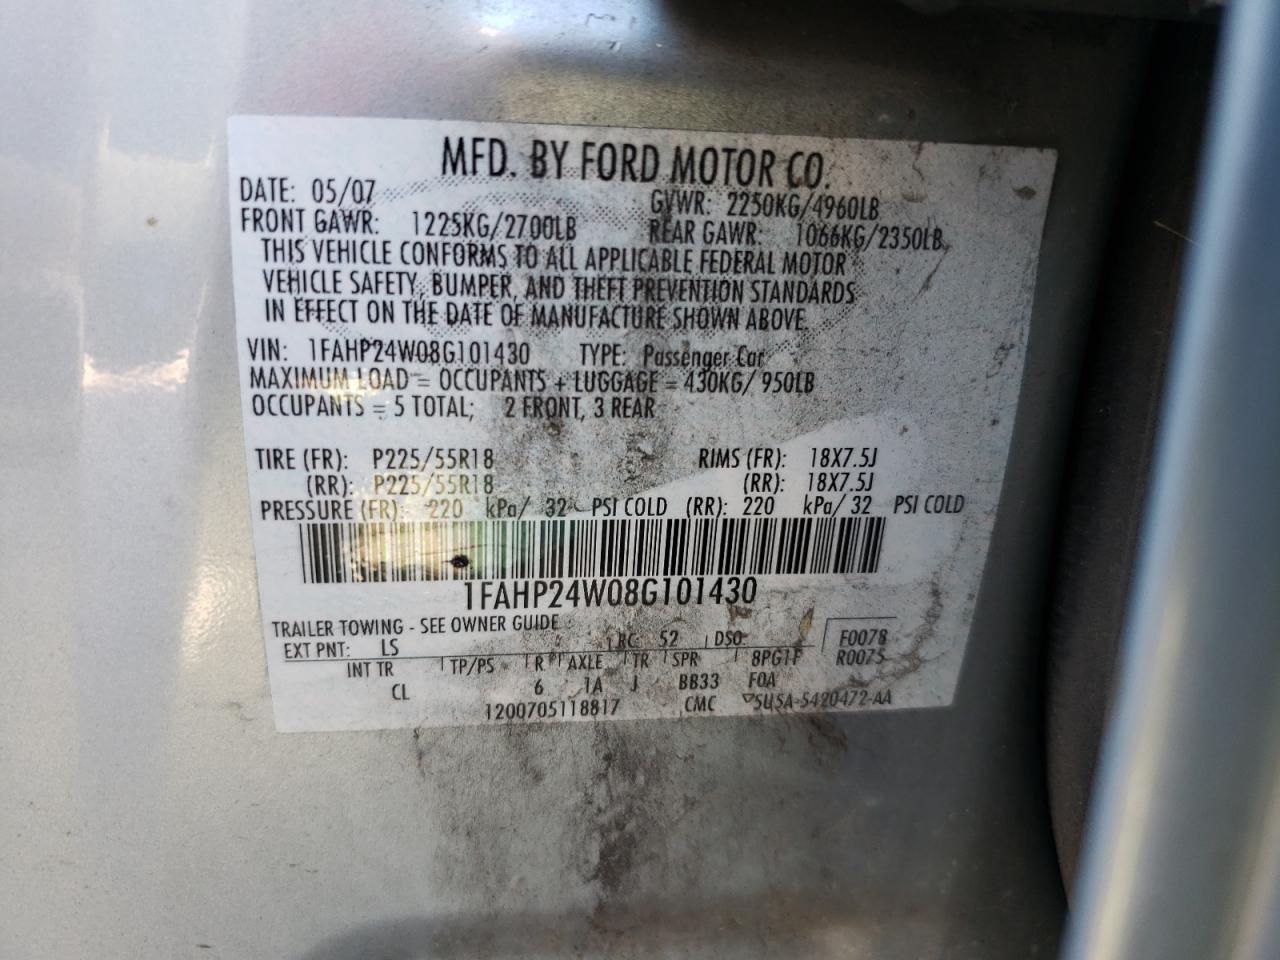 MFD. BY FORD MOTOR CO.
DATE: 05/07 GVWR: 2250KG/4960LB
FRONT GAWR: 1225KG/2700LB REAR GAWR: 1066KG/2350LB
THIS VEHICLE CONFORMS TO ALL APPLICABLE FEDERAL MOTOR
VEHICLE SAFETY, BUMPER, AND THEFT PREVENTION STANDARDS
IN EFFECT ON THE DATE OF MANUFACTURE SHOWN ABOVE.
VIN: 1FAHP24W08G101430 TYPE: Passenger Car
MAXIMUM LOAD = OCCUPANTS + LUGGAGE = 430KG/ 950LB
OCCUPANTS = 5 TOTAL; 2 FRONT, 3 REAR
TIRE (FR): P225/55R18 RIMS (FR): 18X7.5J
(RR): P225/55R18 (RR): 18X7.5J
PRESSURE (FR): 220 kPa/ 32 PSI COLD (RR): 220 kPa/ 32 PSI COLD
1FAHP24W08G101430
TRAILER TOWING - SEE OWNER GUIDE
EXT PNT: LS RC: 52 DSO: F0078
INT TR TP/PS R AXLE TR SPR 8PG1F R0075
CL 6 1A J BB33 FOA
1200705118817 CMC 5U5A-5420472-AA